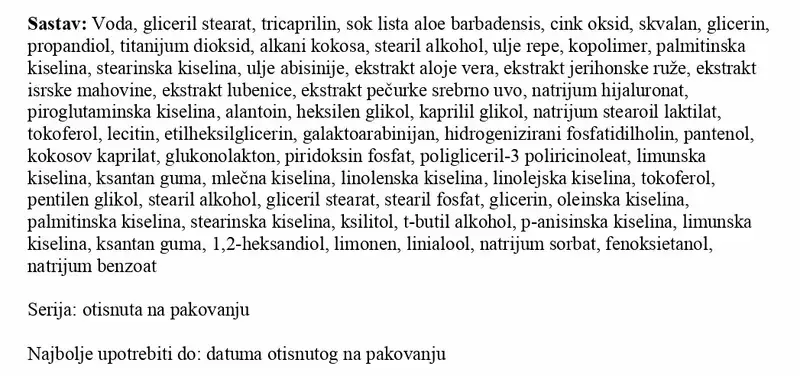 Sastav: Voda, gliceril stearat, tricaprilin, sok lista aloe barbadensis, cink oksid, skvalan, glicerin,
propandiol, titanijum dioksid, alkani kokosa, stearil alkohol, ulje repe, kopolimer, palmitinska
kiselina, stearinska kiselina, ulje abisinije, ekstrakt aloje vera, ekstrakt jerihonske ruže, ekstrakt
isrske mahovine, ekstrakt lubenice, ekstrakt pečurke srebrno uvo, natrijum hijaluronat,
piroglutaminska kiselina, alantoin, heksilen glikol, kaprilil glikol, natrijum stearoil laktilat,
tokoferol, lecitin, etilheksilglicerin, galaktoarabinijan, hidrogenizirani fosfatidilholin, pantenol,
kokosov kaprilat, glukonolakton, piridoksin fosfat, poligliceril-3 poliricinoleat, limunska
kiselina, ksantan guma, mlečna kiselina, linolenska kiselina, linolejska kiselina, tokoferol,
pentilen glikol, stearil alkohol, gliceril stearat, stearil fosfat, glicerin, oleinska kiselina,
palmitinska kiselina, stearinska kiselina, ksilitol, t-butil alkohol, p-anisinska kiselina, limunska
kiselina, ksantan guma, 1,2-heksandiol, limonen, linialool, natrijum sorbat, fenoksietanol,
natrijum benzoat
Serija: otisnuta na pakovanju
Najbolje upotrebiti do: datuma otisnutog na pakovanju